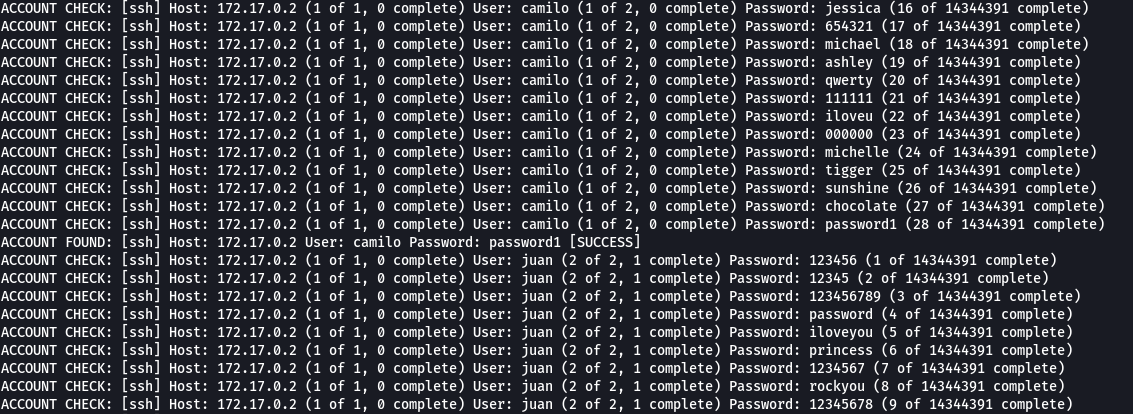 ACCOUNT CHECK: [ssh] Host: 172.17.0.2 (1 of 1, 0 complete) User: camilo (1 of 2, 0 complete) Password: jessica (16 of 14344391 complete)
ACCOUNT CHECK: [ssh] Host: 172.17.0.2 (1 of 1, 0 complete) User: camilo (1 of 2, 0 complete) Password: 654321 (17 of 14344391 complete)
ACCOUNT CHECK: [ssh] Host: 172.17.0.2 (1 of 1, 0 complete) User: camilo (1 of 2, 0 complete) Password: michael (18 of 14344391 complete)
ACCOUNT CHECK: [ssh] Host: 172.17.0.2 (1 of 1, 0 complete) User: camilo (1 of 2, 0 complete) Password: ashley (19 of 14344391 complete)
ACCOUNT CHECK: [ssh] Host: 172.17.0.2 (1 of 1, 0 complete) User: camilo (1 of 2, 0 complete) Password: qwerty (20 of 14344391 complete)
ACCOUNT CHECK: [ssh] Host: 172.17.0.2 (1 of 1, 0 complete) User: camilo (1 of 2, 0 complete) Password: 111111 (21 of 14344391 complete)
ACCOUNT CHECK: [ssh] Host: 172.17.0.2 (1 of 1, 0 complete) User: camilo (1 of 2, 0 complete) Password: iloveu (22 of 14344391 complete)
ACCOUNT CHECK: [ssh] Host: 172.17.0.2 (1 of 1, 0 complete) User: camilo (1 of 2, 0 complete) Password: 000000 (23 of 14344391 complete)
ACCOUNT CHECK: [ssh] Host: 172.17.0.2 (1 of 1, 0 complete) User: camilo (1 of 2, 0 complete) Password: michelle (24 of 14344391 complete)
ACCOUNT CHECK: [ssh] Host: 172.17.0.2 (1 of 1, 0 complete) User: camilo (1 of 2, 0 complete) Password: tigger (25 of 14344391 complete)
ACCOUNT CHECK: [ssh] Host: 172.17.0.2 (1 of 1, 0 complete) User: camilo (1 of 2, 0 complete) Password: sunshine (26 of 14344391 complete)
ACCOUNT CHECK: [ssh] Host: 172.17.0.2 (1 of 1, 0 complete) User: camilo (1 of 2, 0 complete) Password: chocolate (27 of 14344391 complete)
ACCOUNT CHECK: [ssh] Host: 172.17.0.2 (1 of 1, 0 complete) User: camilo (1 of 2, 0 complete) Password: password1 (28 of 14344391 complete)
ACCOUNT FOUND: [ssh] Host: 172.17.0.2 User: camilo Password: password1 [SUCCESS]
ACCOUNT CHECK: [ssh] Host: 172.17.0.2 (1 of 1, 0 complete) User: juan (2 of 2, 1 complete) Password: 123456 (1 of 14344391 complete)
ACCOUNT CHECK: [ssh] Host: 172.17.0.2 (1 of 1, 0 complete) User: juan (2 of 2, 1 complete) Password: 12345 (2 of 14344391 complete)
ACCOUNT CHECK: [ssh] Host: 172.17.0.2 (1 of 1, 0 complete) User: juan (2 of 2, 1 complete) Password: 123456789 (3 of 14344391 complete)
ACCOUNT CHECK: [ssh] Host: 172.17.0.2 (1 of 1, 0 complete) User: juan (2 of 2, 1 complete) Password: password (4 of 14344391 complete)
ACCOUNT CHECK: [ssh] Host: 172.17.0.2 (1 of 1, 0 complete) User: juan (2 of 2, 1 complete) Password: iloveyou (5 of 14344391 complete)
ACCOUNT CHECK: [ssh] Host: 172.17.0.2 (1 of 1, 0 complete) User: juan (2 of 2, 1 complete) Password: princess (6 of 14344391 complete)
ACCOUNT CHECK: [ssh] Host: 172.17.0.2 (1 of 1, 0 complete) User: juan (2 of 2, 1 complete) Password: 1234567 (7 of 14344391 complete)
ACCOUNT CHECK: [ssh] Host: 172.17.0.2 (1 of 1, 0 complete) User: juan (2 of 2, 1 complete) Password: rockyou (8 of 14344391 complete)
ACCOUNT CHECK: [ssh] Host: 172.17.0.2 (1 of 1, 0 complete) User: juan (2 of 2, 1 complete) Password: 12345678 (9 of 14344391 complete)